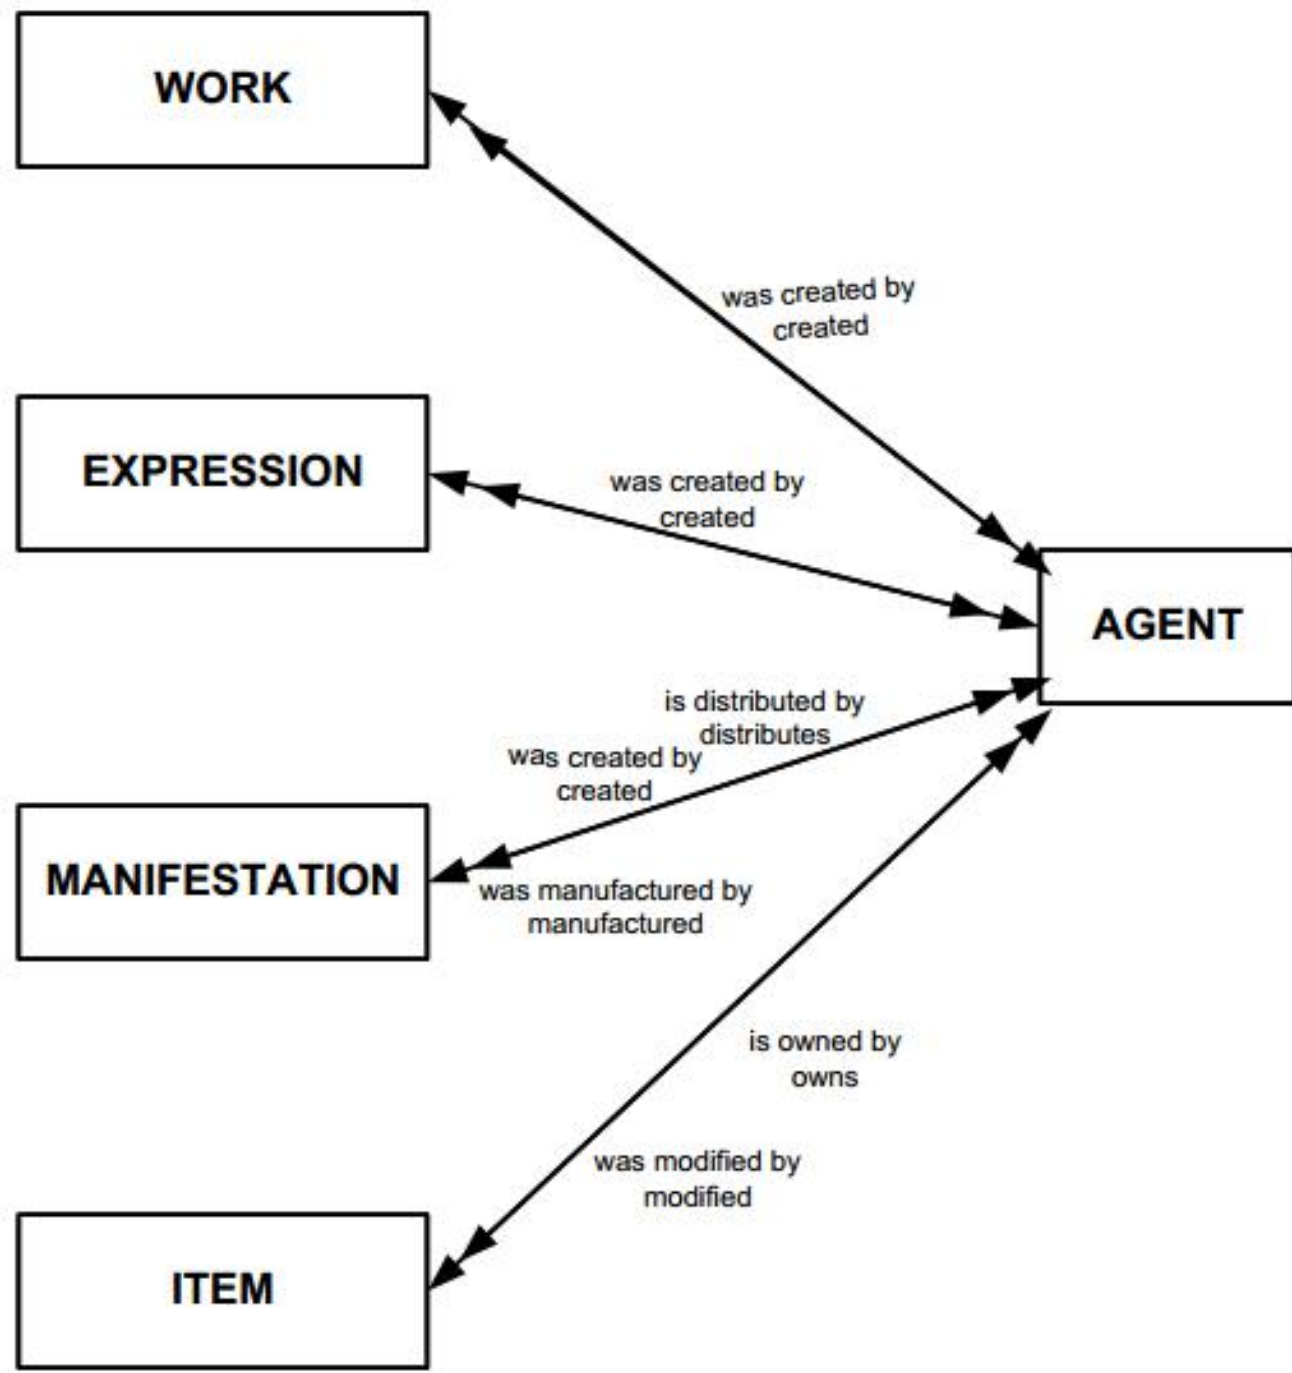 WORK
was created by
created
EXPRESSION
was created by
created
AGENT
is distributed by
distributes
was created by
created
MANIFESTATION
was manufactured by
manufactured
is owned by
owns
was modified by
modified
ITEM